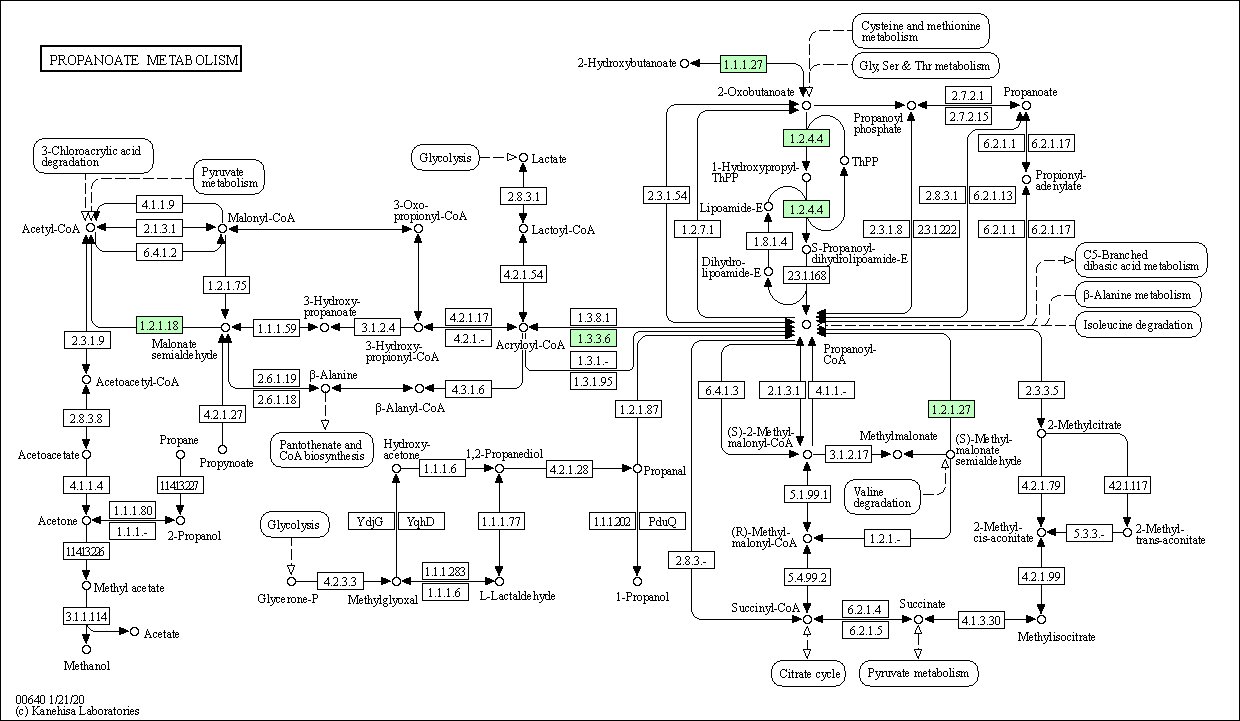 PROPANOATE METABOLISM
Cysteine and methionine
metabolism
Gly, Ser & Thr metabolism
2-Hydroxybutanoate
1.1.1.27
2-Oxobutanoate
Propanoyl
phosphate
2.7.2.1
2.7.2.15
Propanoate
1.2.4.4
ThPP
6.2.1.1
6.2.1.17
1-Hydroxypropyl-
ThPP
Propionyl-
adenylate
3-Chloroacrylic acid
degradation
Pyruvate
metabolism
Glycolysis
Lactate
2.8.3.1
2.3.1.54
Lipoamide-E
1.2.4.4
2.8.3.1
6.2.1.13
4.1.1.9
2.1.3.1
6.4.1.2
Acetyl-CoA
Malonyl-CoA
3-Oxo-
propionyl-CoA
Lactoyl-CoA
1.2.7.1
1.8.1.4
S-Propanoyl-
dihydrolipoamide-E
2.3.1.8
2.3.1.222
6.2.1.1
6.2.1.17
Dihydro-
lipoamide-E
2.3.1.168
C5-Branched
dibasic acid metabolism
β-Alanine metabolism
Isoleucine degradation
1.2.1.75
4.2.1.54
3-Hydroxy-
propanoate
1.2.1.18
Malonate
semialdehyde
1.1.1.59
3.1.2.4
3-Hydroxy-
propionyl-CoA
4.2.1.17
4.2.1.-
Acryloyl-CoA
1.3.8.1
1.3.3.6
1.3.1.-
1.3.1.95
Propanoyl-
CoA
2.3.1.9
Acetoacetyl-CoA
2.6.1.19
2.6.1.18
β-Alanine
β-Alanyl-CoA
4.3.1.6
6.4.1.3
2.1.3.1
4.1.1.-
2.3.3.5
2.8.3.8
4.2.1.27
1.2.1.87
1.2.1.27
Acetoacetate
Propane
Propynoate
Pantothenate and
CoA biosynthesis
Hydroxy-
acetone
1.1.1.6
1,2-Propanediol
4.2.1.28
Propanal
(S)-2-Methyl-
malonyl-CoA
3.1.2.17
Methylmalonate
(S)-Methyl-
malonate
semialdehyde
2-Methylcitrate
4.1.1.4
1.14.13.227
Valine
degradation
5.1.99.1
4.2.1.79
4.2.1.117
Acetone
1.1.1.80
1.1.1.-
2-Propanol
Glycolysis
YdjG
YqhD
1.1.1.77
1.1.1.202
PduQ
(R)-Methyl-
malonyl-CoA
1.2.1.-
2-Methyl-
cis-aconitate
5.3.3.-
2-Methyl-
trans-aconitate
1.14.13.226
2.8.3.-
Methyl acetate
Glycerone-P
4.2.3.3
Methylglyoxal
1.1.1.283
1.1.1.6
L-Lactaldehyde
1-Propanol
5.4.99.2
4.2.1.99
3.1.1.114
Acetate
Methanol
Succinyl-CoA
6.2.1.4
6.2.1.5
Succinate
4.1.3.30
Methylisocitrate
Citrate cycle
Pyruvate metabolism
00640 1/21/20
(c) Kanehisa Laboratories